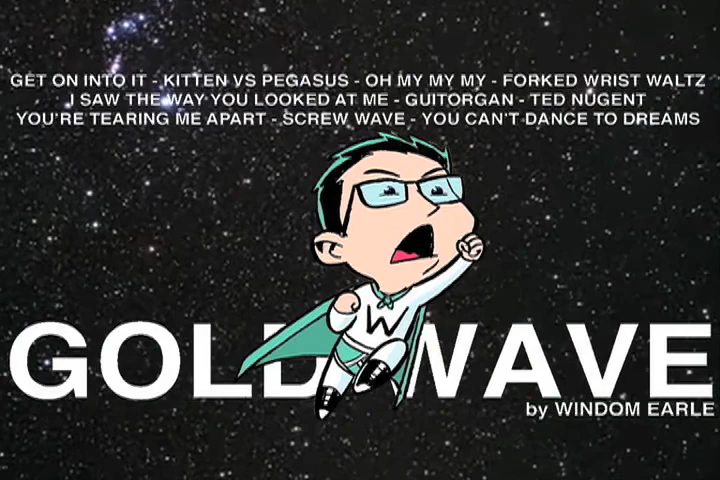 GET ON INTO IT - KITTEN VS PEGASUS - OH MY MY MY - FORKED WRIST WALTZ
I SAW THE WAY YOU LOOKED AT ME - GUITORGAN - TED NUGENT
YOU'RE TEARING ME APART - SCREW WAVE - YOU CAN'T DANCE TO DREAMS
W
GOLD WAVE
by WINDOM EARLE